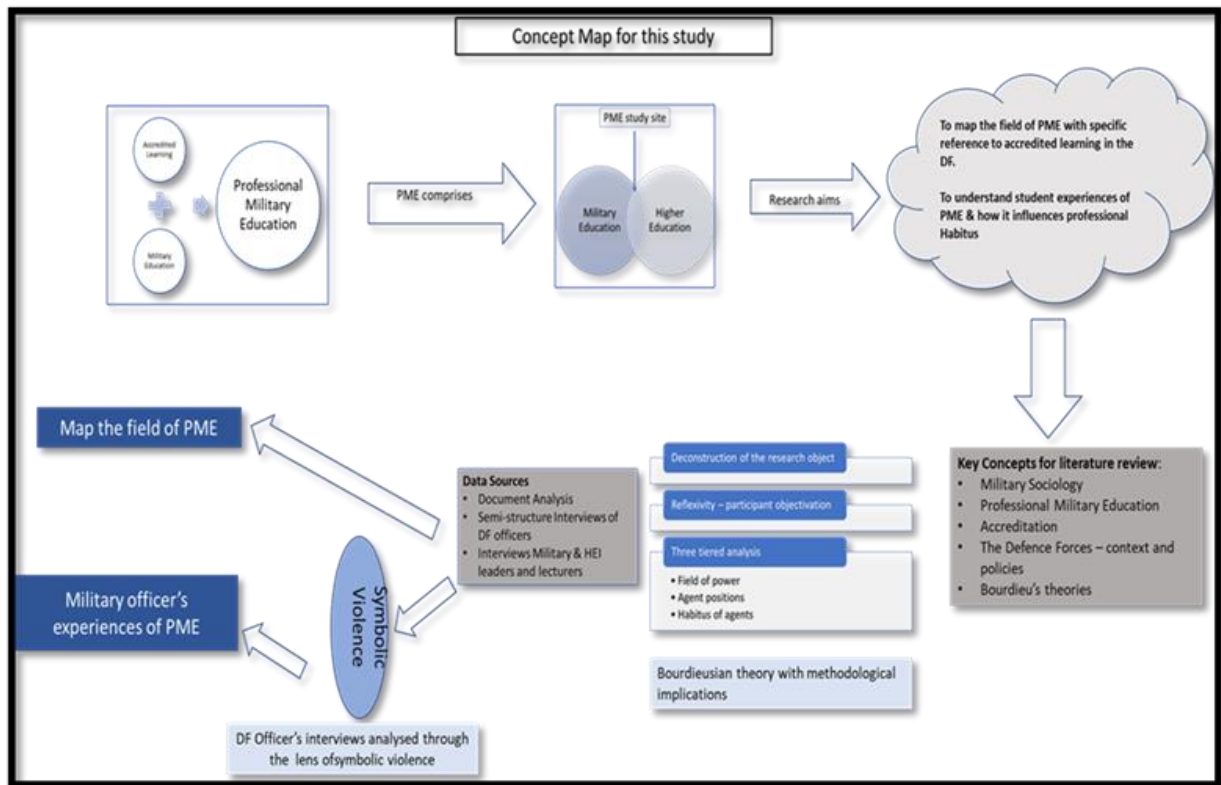 Concept Map for this study
Accredited
Learning
Military
Education
Professional
Military
Education
PME comprises
PME study site
Military
Education
Higher
Education
Research aims
To map the field of PME with specific
reference to accredited learning in the
DF.
To understand student experiences of
PME & how it influences professional
Habitus
Map the field of PME
Military officer's
experiences of PME
Symbolic
Violence
DF Officer's interviews analysed through
the lens ofsymbolic violence
Data Sources
• Document Analysis
• Semi-structure Interviews of
DF officers
• Interviews Military & HEI
leaders and lecturers
Deconstruction of the research object
Reflexivity – participant objectivation
Three tiered analysis
• Field of power
• Agent positions
• Habitus of agents
Bourdieusian theory with methodological
implications
Key Concepts for literature review:
• Military Sociology
• Professional Military Education
• Accreditation
• The Defence Forces – context and
policies
• Bourdieu's theories